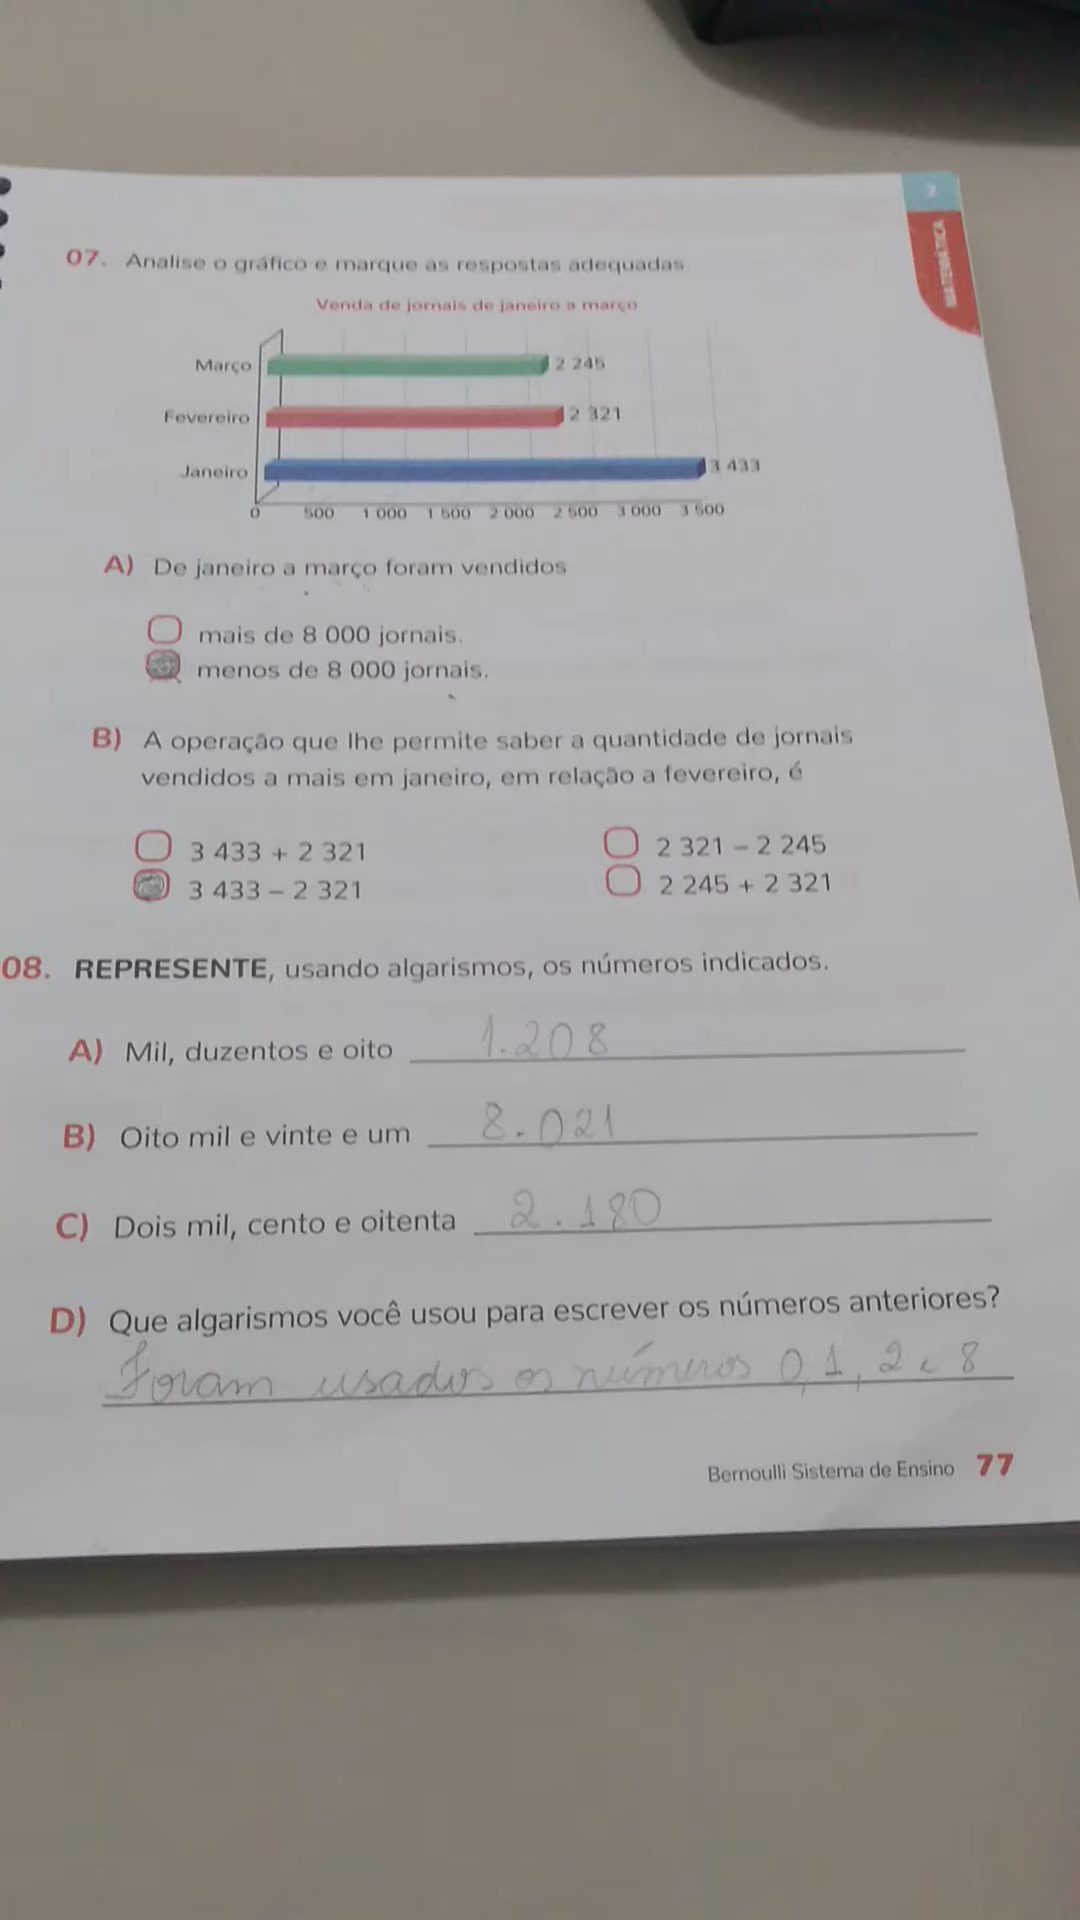 2
MATEMÁTICA
07. Analise o gráfico e marque as respostas adequadas.
Venda de jornais de janeiro a março
Março 2 245
Fevereiro 2 321
Janeiro 3 433
0 500 1 000 1 500 2 000 2 500 3 000 3 500
A) De janeiro a março foram vendidos
mais de 8 000 jornais.
menos de 8 000 jornais.
B) A operação que lhe permite saber a quantidade de jornais
vendidos a mais em janeiro, em relação a fevereiro, é
3 433 + 2 321 2 321 – 2 245
3 433 – 2 321 2 245 + 2 321
08. REPRESENTE, usando algarismos, os números indicados.
A) Mil, duzentos e oito 1.208
B) Oito mil e vinte e um 8.021
C) Dois mil, cento e oitenta 2.180
D) Que algarismos você usou para escrever os números anteriores?
Foram usados os números 0, 1, 2 e 8
Bernoulli Sistema de Ensino 77